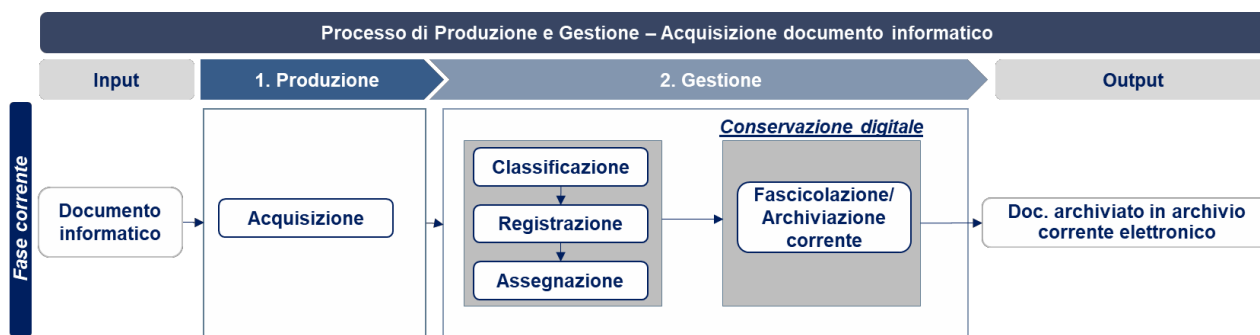 Processo di Produzione e Gestione – Acquisizione documento informatico
Input
1. Produzione
2. Gestione
Output
Fase corrente
Documento
informatico
Acquisizione
Classificazione
Registrazione
Assegnazione
Conservazione digitale
Fascicolazione/
Archiviazione
corrente
Doc. archiviato in archivio
corrente elettronico